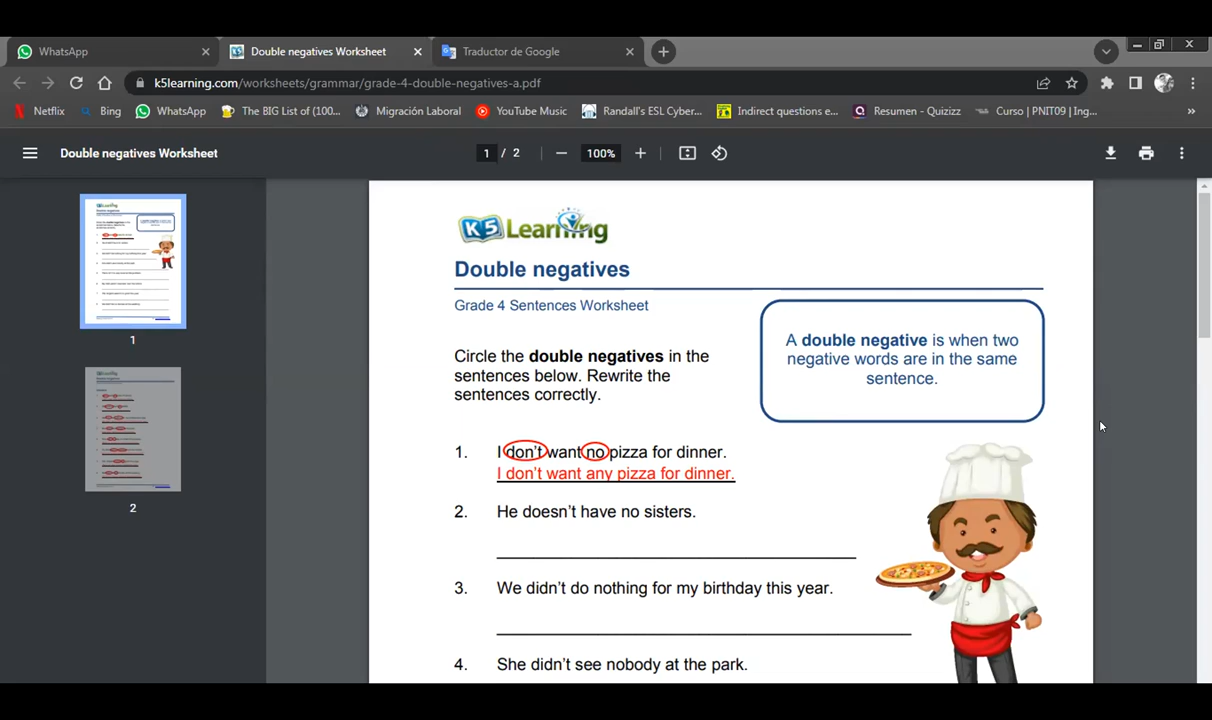 WhatsApp
Double negatives Worksheet
Traductor de Google
k5learning.com/worksheets/grammar/grade-4-double-negatives-a.pdf
Netflix
Bing
WhatsApp
The BIG List of (100...
Migración Laboral
YouTube Music
Randall's ESL Cyber...
Indirect questions e...
Resumen - Quizizz
Curso | PNIT09 | Ing...
Double negatives Worksheet
1 / 2
100%
1
2
K5 Learning
Double negatives
Grade 4 Sentences Worksheet
A double negative is when two
negative words are in the same
sentence.
Circle the double negatives in the
sentences below. Rewrite the
sentences correctly.
1. I don't want no pizza for dinner.
I don't want any pizza for dinner.
2. He doesn't have no sisters.
3. We didn't do nothing for my birthday this year.
4. She didn't see nobody at the park.